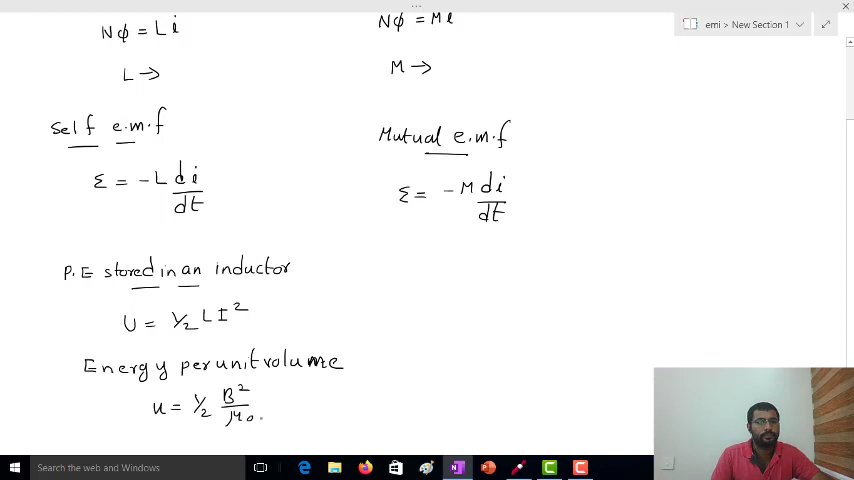 emi > New Section 1
Nϕ = Li
L →
Self e.m.f
Ɛ = -L di/dt
P.E stored in an inductor
U = 1/2 LI²
Energy per unit volume
u = 1/2 B²/μ₀.
Nϕ = Mi
M →
Mutual e.m.f
Ɛ = -M di/dt
Search the web and Windows